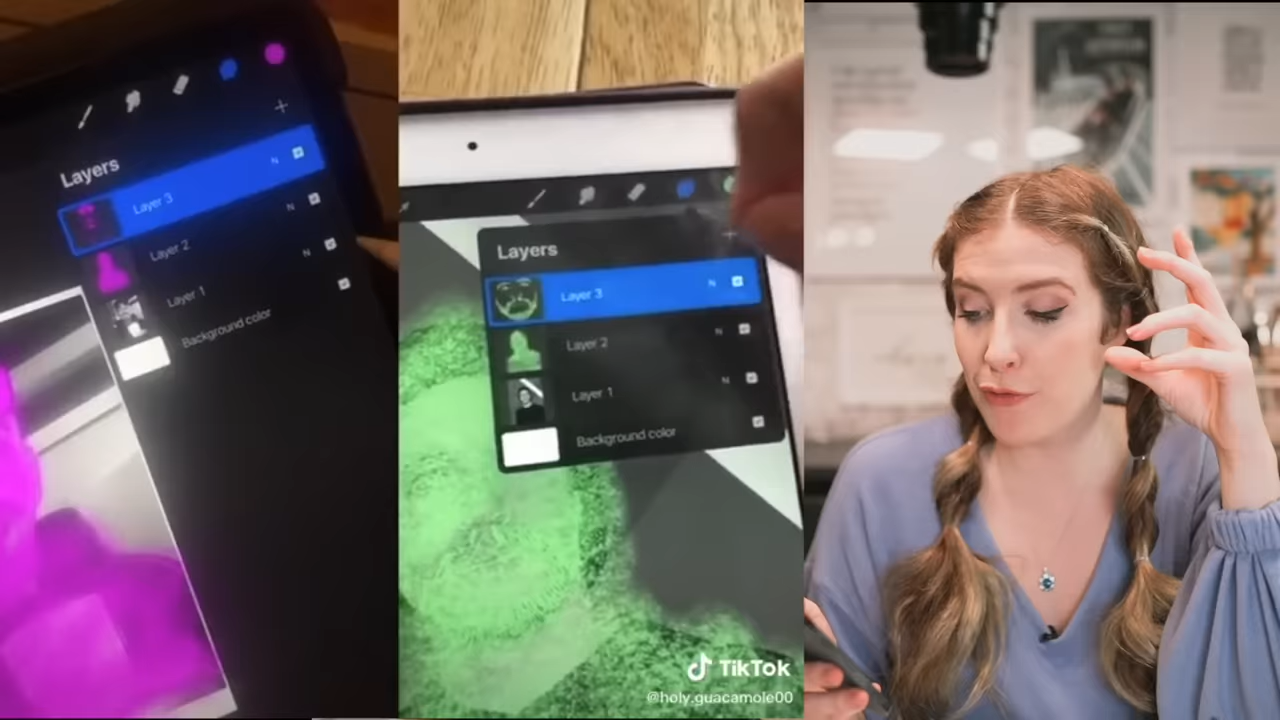 Layers
N
Layer 3
N
Layer 2
N
Layer 1
Background color
Layers
Layer 3
N
Layer 2
N
Layer 1
N
Background color
TikTok
@holy.guacamole00